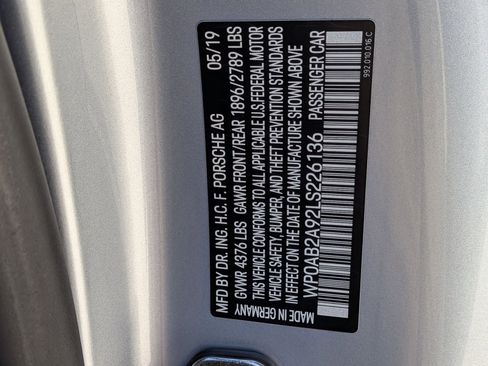 MFD BY DR. ING. H.C. F. PORSCHE AG 05/19
GVWR 4376 LBS GAWR FRONT/REAR 1896/2789 LBS
THIS VEHICLE CONFORMS TO ALL APPLICABLE U.S.FEDERAL MOTOR
VEHICLE SAFETY, BUMPER, AND THEFT PREVENTION STANDARDS
IN EFFECT ON THE DATE OF MANUFACTURE SHOWN ABOVE
WP0AB2A92LS226136 PASSENGER CAR
MADE IN GERMANY
992.010.016.C